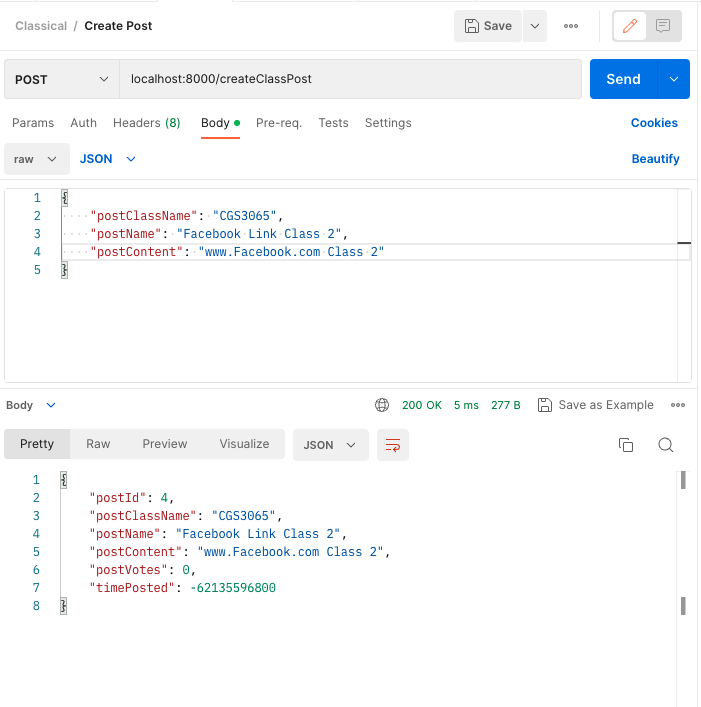 Classical / Create Post Save
POST localhost:8000/createClassPost Send
Params Auth Headers (8) Body Pre-req. Tests Settings Cookies
raw JSON Beautify
1 {
2 "postClassName": "CGS3065",
3 "postName": "Facebook Link Class 2",
4 "postContent": "www.Facebook.com Class 2"
5 }
Body 200 OK 5 ms 277 B Save as Example
Pretty Raw Preview Visualize JSON
1 {
2 "postId": 4,
3 "postClassName": "CGS3065",
4 "postName": "Facebook Link Class 2",
5 "postContent": "www.Facebook.com Class 2",
6 "postVotes": 0,
7 "timePosted": -62135596800
8 }